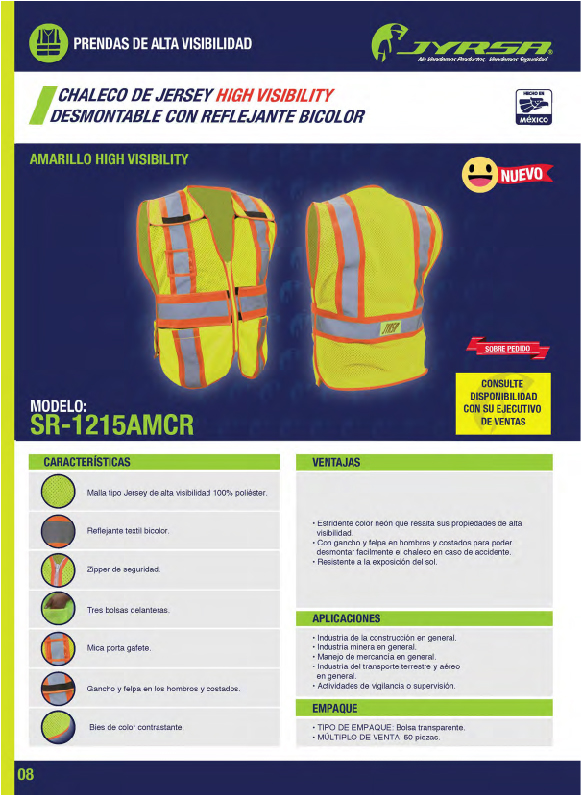 PRENDAS DE ALTA VISIBILIDAD
JYRSA®
No Vendemos Productos, Vendemos Seguridad
CHALECO DE JERSEY HIGH VISIBILITY
DESMONTABLE CON REFLEJANTE BICOLOR
HECHO EN
MÉXICO
AMARILLO HIGH VISIBILITY
NUEVO
SOBRE PEDIDO
CONSULTE
DISPONIBILIDAD
CON SU EJECUTIVO
DE VENTAS
MODELO:
SR-1215AMCR
CARACTERÍSTICAS
Malla tipo Jersey de alta visibilidad 100% poliéster.
Reflejante textil bicolor.
Zipper de seguridad.
Tres bolsas delanteras.
Mica porta gafete.
Gancho y felpa en los hombros y costados.
Bies de color contrastante
VENTAJAS
• Estridente color neón que resalta sus propiedades de alta
visibilidad.
• Con gancho y felpa en hombros y costados para poder
desmontar facilmente el chaleco en caso de accidente.
• Resistente a la exposición del sol.
APLICACIONES
• Industria de la construcción en general.
• Industria minera en general.
• Manejo de mercancia en general.
• Industria del transporte terrestre y aéreo
en general.
• Actividades de vigilancia o supervisión.
EMPAQUE
• TIPO DE EMPAQUE: Bolsa transparente.
• MÚLTIPLO DE VENTA 50 piezas.
08